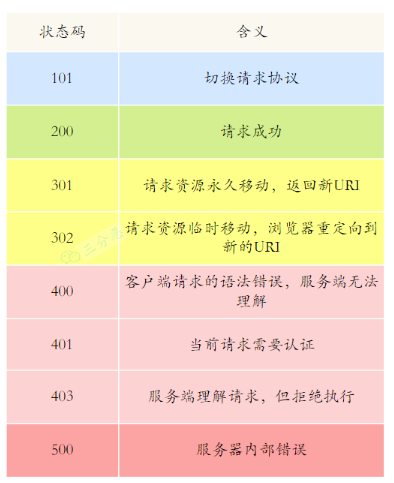 状态码 含义
101 切换请求协议
200 请求成功
301 请求资源永久移动，返回新URI
302 请求资源临时移动，浏览器重定向到
新的URI
400 客户端请求的语法错误，服务端无法
理解
401 当前请求需要认证
403 服务端理解请求，但拒绝执行
500 服务器内部错误
三分恶